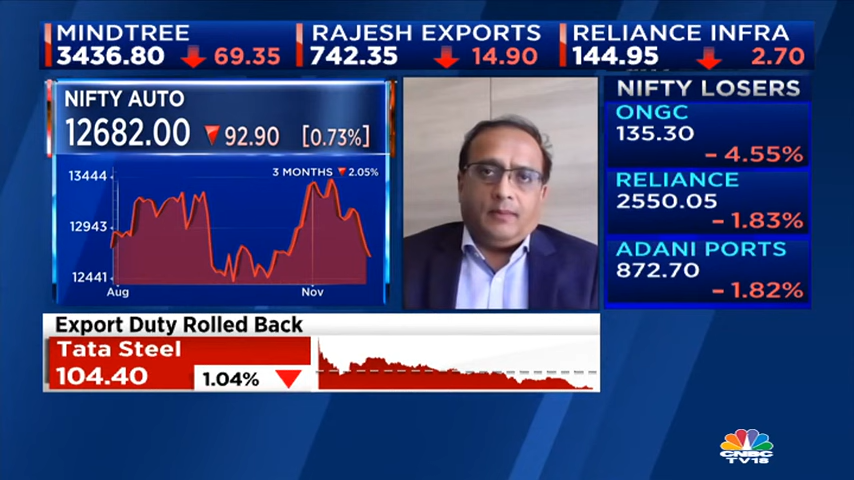 MINDTREE
3436.80 69.35
RAJESH EXPORTS
742.35 14.90
RELIANCE INFRA
144.95 2.70
NIFTY AUTO
12682.00 92.90 [0.73%]
3 MONTHS 2.05%
13444
12943
12441
Aug Nov
NIFTY LOSERS
ONGC
135.30
- 4.55%
RELIANCE
2550.05
- 1.83%
ADANI PORTS
872.70
- 1.82%
Export Duty Rolled Back
Tata Steel
104.40 1.04%
CNBC
TV18